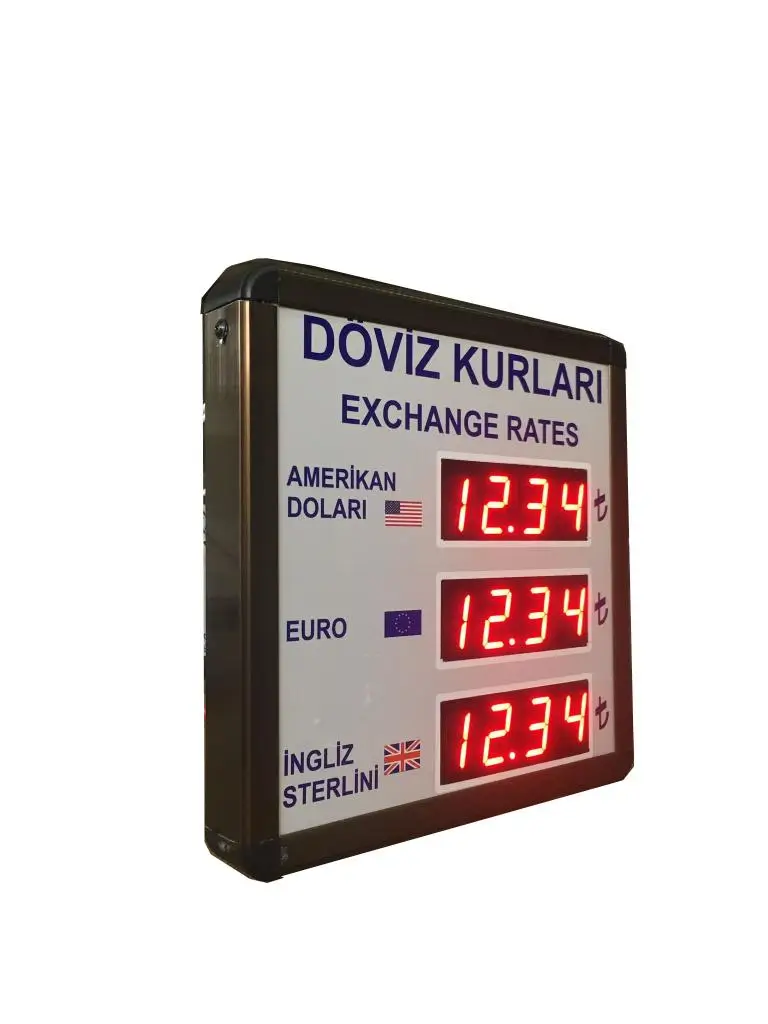 DÖVİZ KURLARI
EXCHANGE RATES
AMERİKAN
DOLARI 12.34 ₺
EURO 12.34 ₺
İNGLİZ
STERLİNİ 12.34 ₺